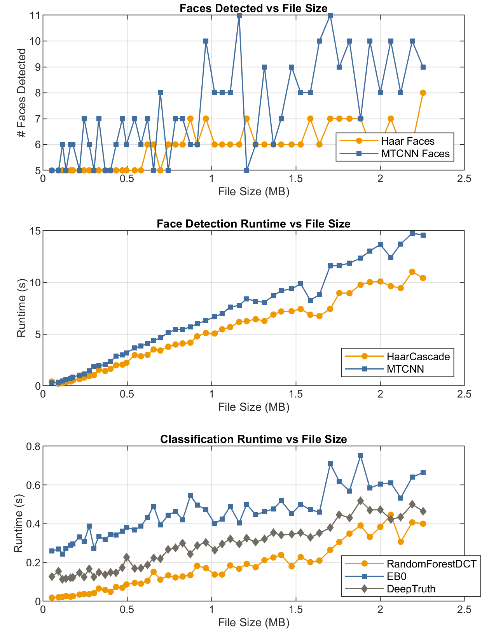 Faces Detected vs File Size
11
10
9
8
7
6
5
# Faces Detected
0 0.5 1 1.5 2 2.5
File Size (MB)
Haar Faces
MTCNN Faces
Face Detection Runtime vs File Size
15
10
5
0
Runtime (s)
0 0.5 1 1.5 2 2.5
File Size (MB)
HaarCascade
MTCNN
Classification Runtime vs File Size
0.8
0.6
0.4
0.2
0
Runtime (s)
0 0.5 1 1.5 2 2.5
File Size (MB)
RandomForestDCT
EB0
DeepTruth